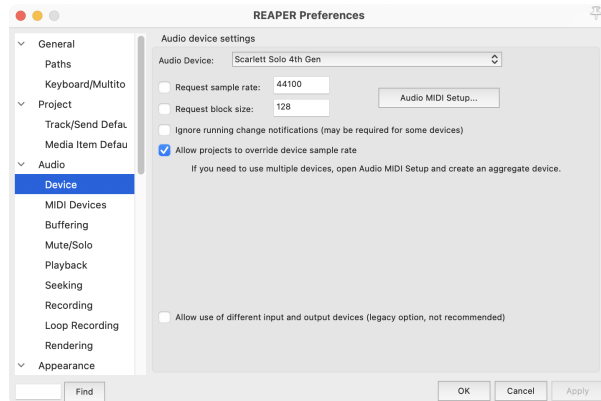 REAPER Preferences
General
Paths
Keyboard/Multito
Project
Track/Send Defau
Media Item Defau
Audio
Device
MIDI Devices
Buffering
Mute/Solo
Playback
Seeking
Recording
Loop Recording
Rendering
Appearance
Find
Audio device settings
Audio Device: Scarlett Solo 4th Gen
Request sample rate: 44100
Request block size: 128
Audio MIDI Setup...
Ignore running change notifications (may be required for some devices)
Allow projects to override device sample rate
If you need to use multiple devices, open Audio MIDI Setup and create an aggregate device.
Allow use of different input and output devices (legacy option, not recommended)
OK Cancel Apply